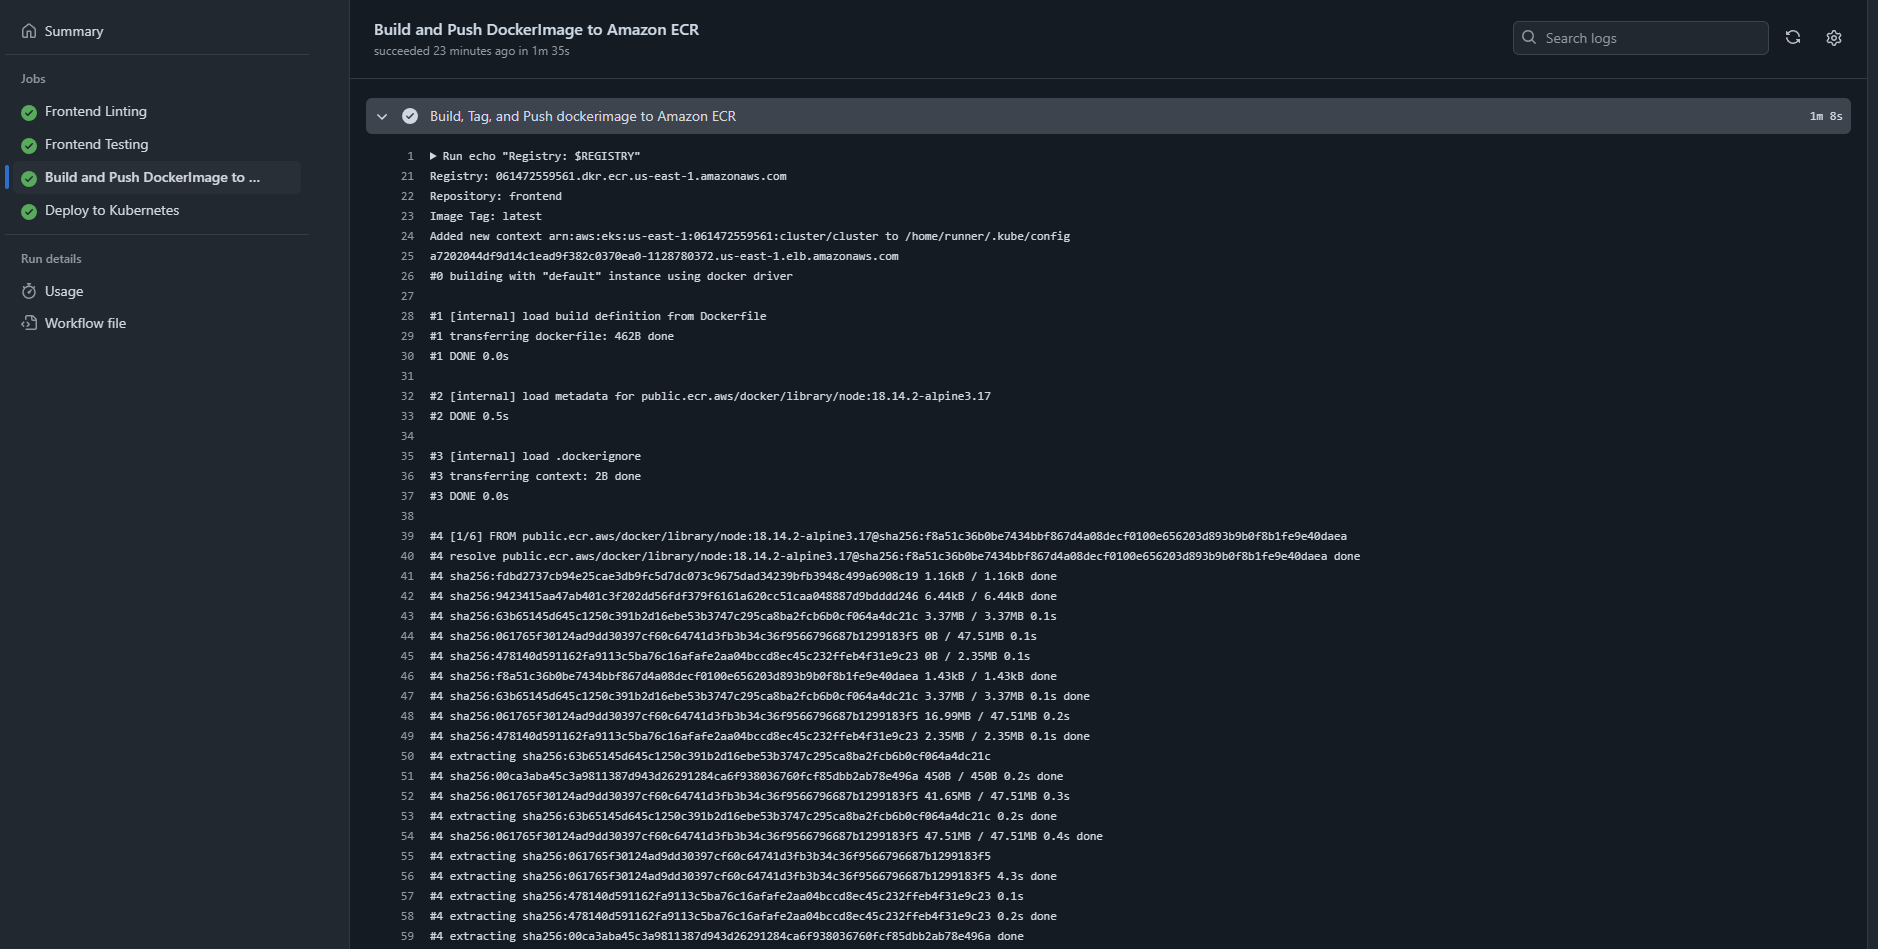 Summary
Jobs
Frontend Linting
Frontend Testing
Build and Push DockerImage to ...
Deploy to Kubernetes
Run details
Usage
Workflow file
Build and Push DockerImage to Amazon ECR
succeeded 23 minutes ago in 1m 35s
Search logs
Build, Tag, and Push dockerimage to Amazon ECR 1m 8s
1 Run echo "Registry: $REGISTRY"
21 Registry: 061472559561.dkr.ecr.us-east-1.amazonaws.com
22 Repository: frontend
23 Image Tag: latest
24 Added new context arn:aws:eks:us-east-1:061472559561:cluster/cluster to /home/runner/.kube/config
25 a7202044df9d14c1ead9f382c0370ea0-1128780372.us-east-1.elb.amazonaws.com
26 #0 building with "default" instance using docker driver
27
28 #1 [internal] load build definition from Dockerfile
29 #1 transferring dockerfile: 462B done
30 #1 DONE 0.0s
31
32 #2 [internal] load metadata for public.ecr.aws/docker/library/node:18.14.2-alpine3.17
33 #2 DONE 0.5s
34
35 #3 [internal] load .dockerignore
36 #3 transferring context: 2B done
37 #3 DONE 0.0s
38
39 #4 [1/6] FROM public.ecr.aws/docker/library/node:18.14.2-alpine3.17@sha256:f8a51c36b0be7434bbf867d4a08decf0100e656203d893b9b0f8b1fe9e40daea
40 #4 resolve public.ecr.aws/docker/library/node:18.14.2-alpine3.17@sha256:f8a51c36b0be7434bbf867d4a08decf0100e656203d893b9b0f8b1fe9e40daea done
41 #4 sha256:fdbd2737cb94e25cae3db9fc5d7dc073c9675dad34239bfb3948c499a6908c19 1.16kB / 1.16kB done
42 #4 sha256:9423415aa47ab401c3f202dd56fdf379f6161a620cc51caa048887d9bdddd246 6.44kB / 6.44kB done
43 #4 sha256:63b65145d645c1250c391b2d16ebe53b3747c295ca8ba2fcb6b0cf064a4dc21c 3.37MB / 3.37MB 0.1s
44 #4 sha256:061765f30124ad9dd30397cf60c64741d3fb3b34c36f9566796687b1299183f5 0B / 47.51MB 0.1s
45 #4 sha256:478140d591162fa9113c5ba76c16afafe2aa04bccd8ec45c232ffeb4f31e9c23 0B / 2.35MB 0.1s
46 #4 sha256:f8a51c36b0be7434bbf867d4a08decf0100e656203d893b9b0f8b1fe9e40daea 1.43kB / 1.43kB done
47 #4 sha256:63b65145d645c1250c391b2d16ebe53b3747c295ca8ba2fcb6b0cf064a4dc21c 3.37MB / 3.37MB 0.1s done
48 #4 sha256:061765f30124ad9dd30397cf60c64741d3fb3b34c36f9566796687b1299183f5 16.99MB / 47.51MB 0.2s
49 #4 sha256:478140d591162fa9113c5ba76c16afafe2aa04bccd8ec45c232ffeb4f31e9c23 2.35MB / 2.35MB 0.1s done
50 #4 extracting sha256:63b65145d645c1250c391b2d16ebe53b3747c295ca8ba2fcb6b0cf064a4dc21c
51 #4 sha256:00ca3aba45c3a9811387d943d26291284ca6f938036760fcf85dbb2ab78e496a 450B / 450B 0.2s done
52 #4 sha256:061765f30124ad9dd30397cf60c64741d3fb3b34c36f9566796687b1299183f5 41.65MB / 47.51MB 0.3s
53 #4 extracting sha256:63b65145d645c1250c391b2d16ebe53b3747c295ca8ba2fcb6b0cf064a4dc21c 0.2s done
54 #4 sha256:061765f30124ad9dd30397cf60c64741d3fb3b34c36f9566796687b1299183f5 47.51MB / 47.51MB 0.4s done
55 #4 extracting sha256:061765f30124ad9dd30397cf60c64741d3fb3b34c36f9566796687b1299183f5
56 #4 extracting sha256:061765f30124ad9dd30397cf60c64741d3fb3b34c36f9566796687b1299183f5 4.3s done
57 #4 extracting sha256:478140d591162fa9113c5ba76c16afafe2aa04bccd8ec45c232ffeb4f31e9c23 0.1s
58 #4 extracting sha256:478140d591162fa9113c5ba76c16afafe2aa04bccd8ec45c232ffeb4f31e9c23 0.2s done
59 #4 extracting sha256:00ca3aba45c3a9811387d943d26291284ca6f938036760fcf85dbb2ab78e496a done